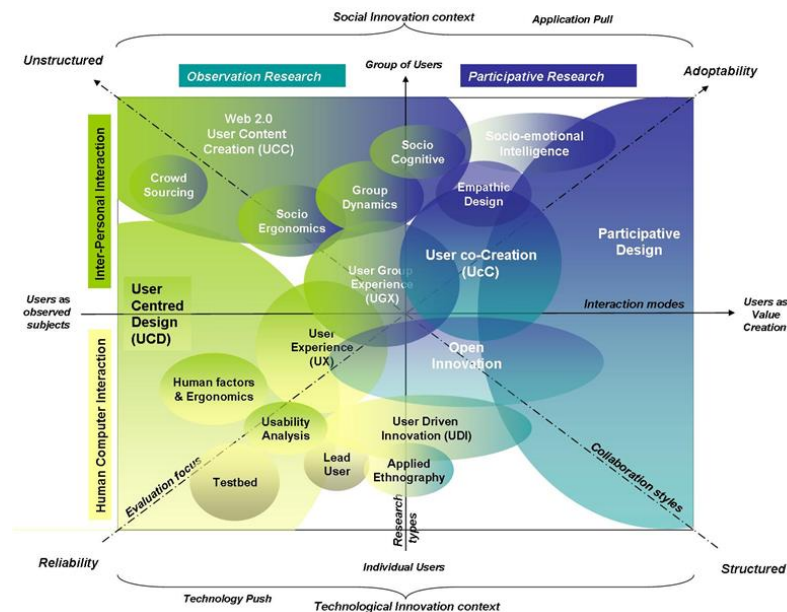 Social Innovation context
Application Pull
Unstructured
Observation Research
Group of Users
Participative Research
Adoptability
Inter-Personal Interaction
Web 2.0
User Content
Creation (UCC)
Socio
Cognitive
Socio-emotional
Intelligence
Crowd
Sourcing
Group
Dynamics
Empathic
Design
Socio
Ergonomics
Participative
Design
User co-Creation
(UcC)
User Group
Experience
(UGX)
User
Centred
Design
(UCD)
Users as
observed
subjects
Interaction modes
Users as
Value
Creation
User
Experience
(UX)
Open
Innovation
Human Computer Interaction
Human factors
& Ergonomics
Usability
Analysis
User Driven
Innovation (UDI)
Lead
User
Applied
Ethnography
Testbed
Evaluation focus
Collaboration styles
Research
types
Reliability
Individual Users
Structured
Technology Push
Technological Innovation context